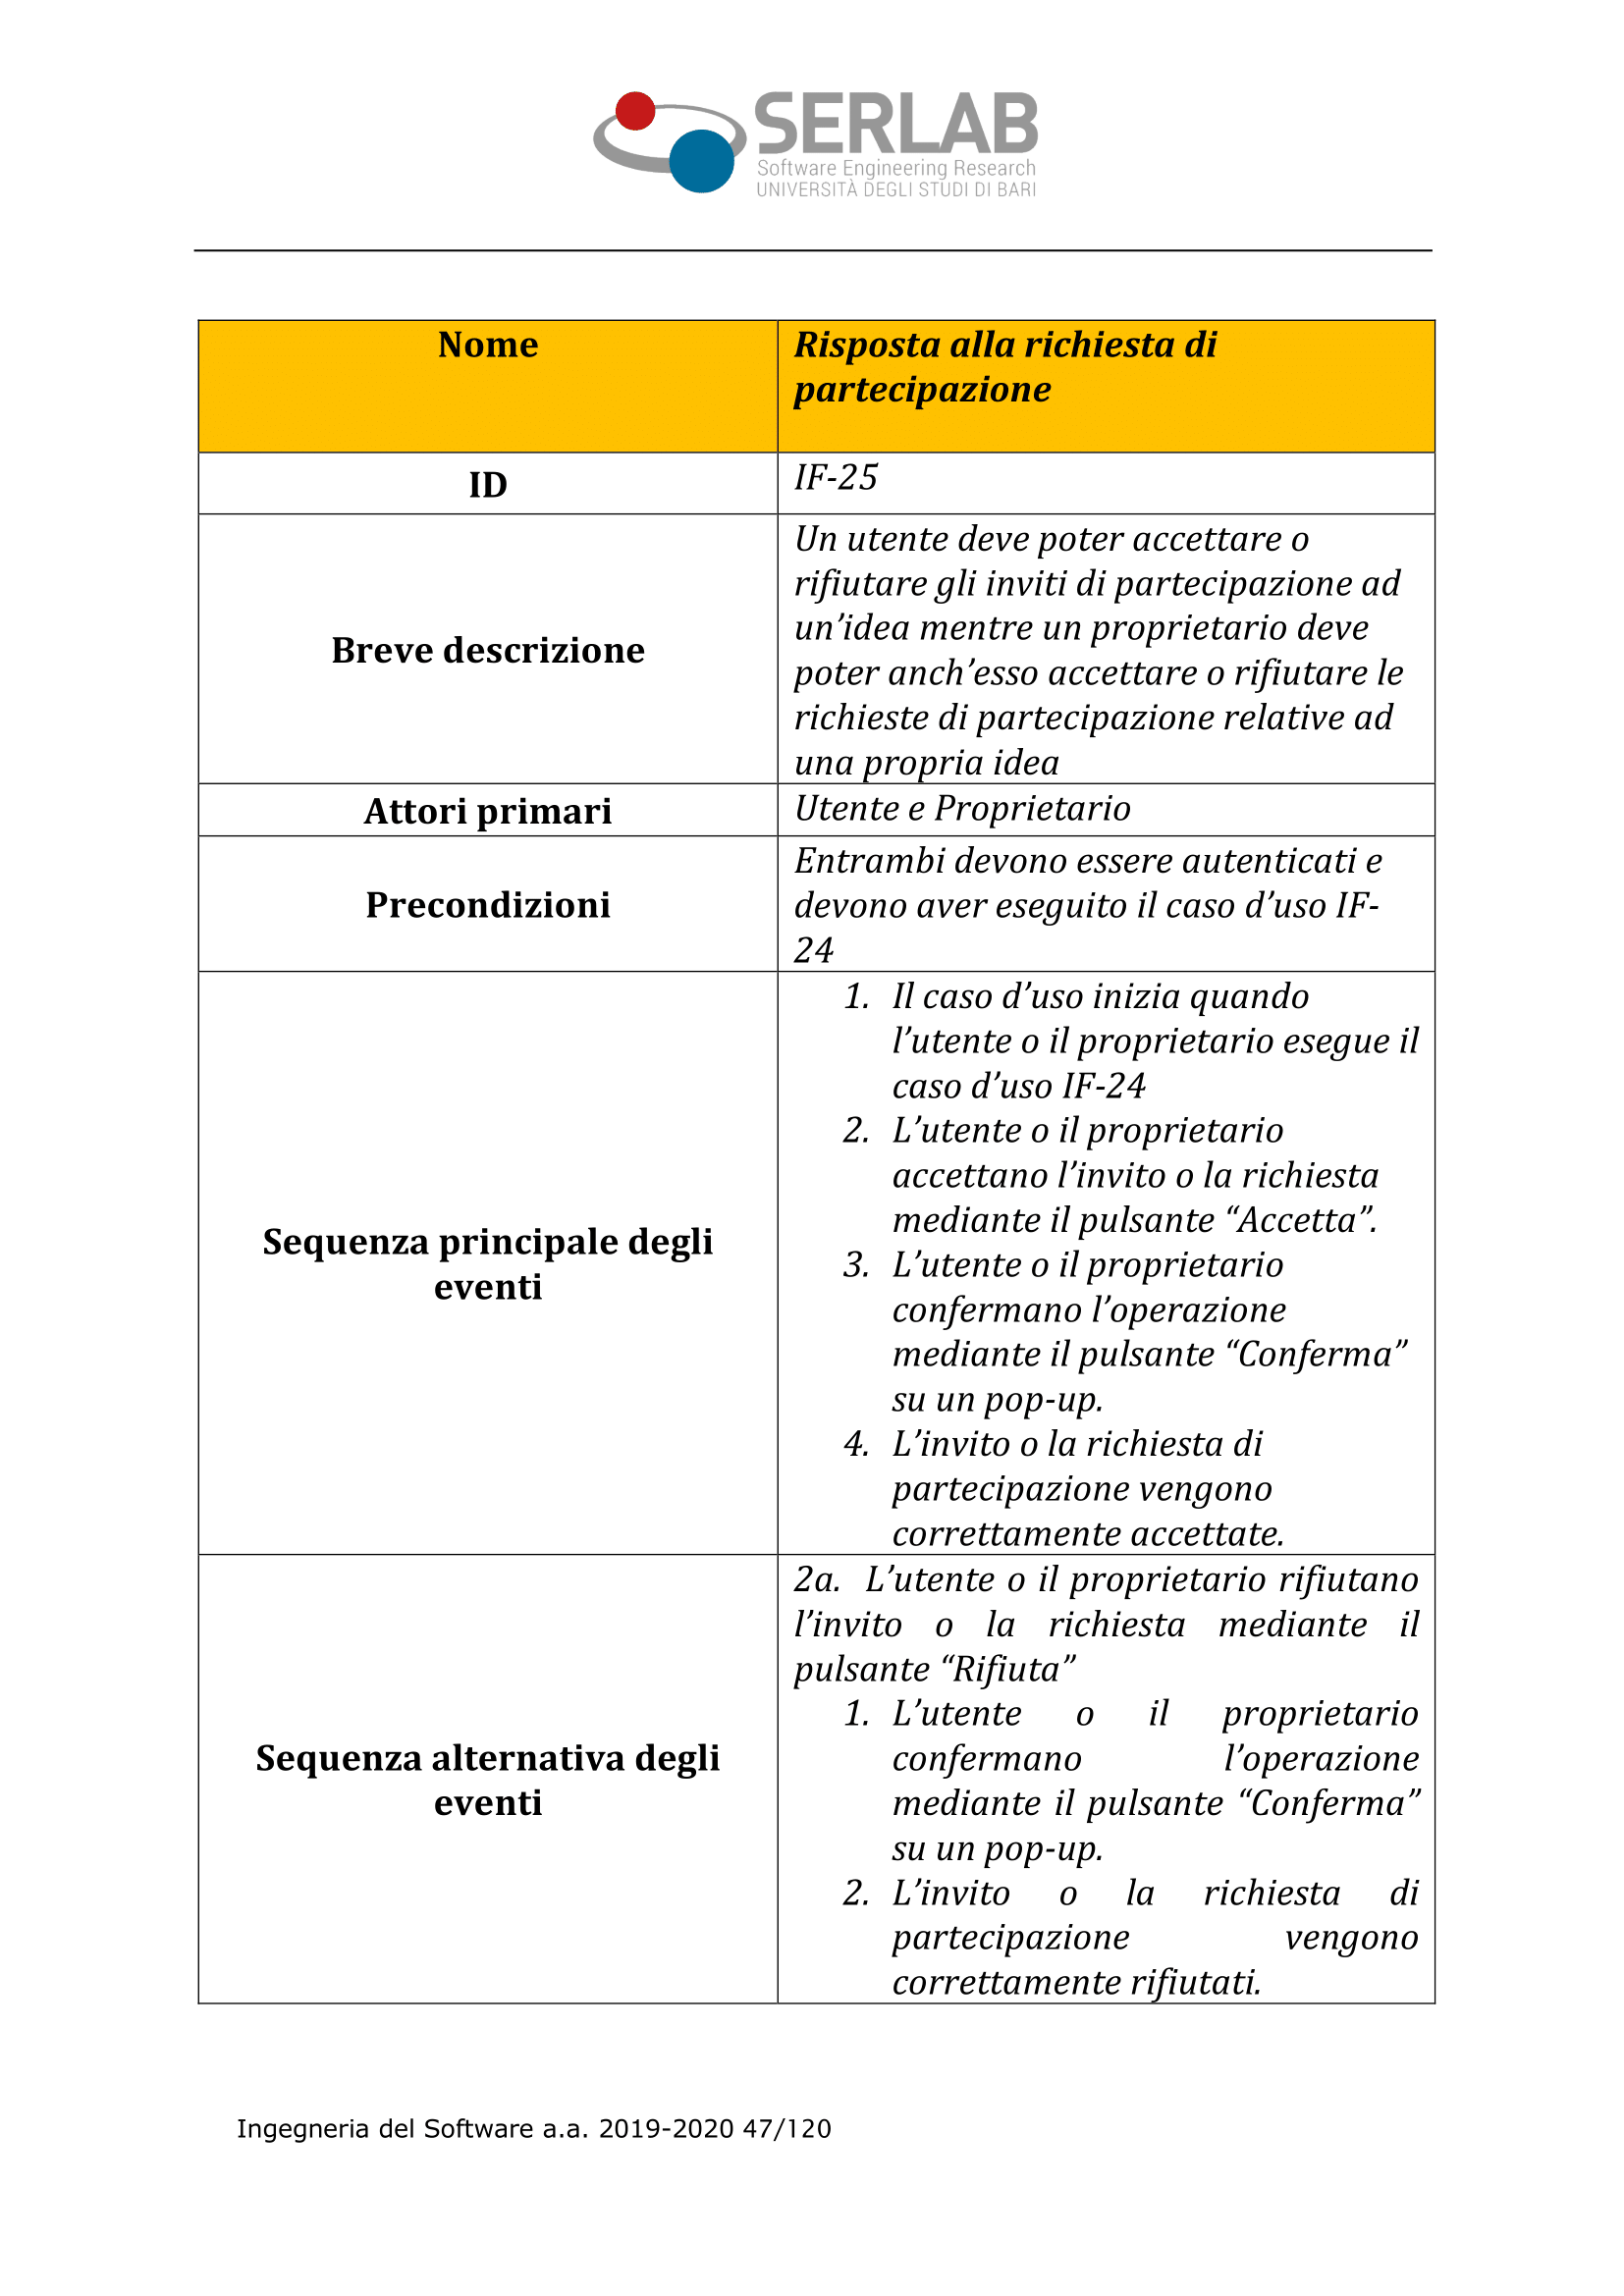 SERLAB
Software Engineering Research
UNIVERSITÀ DEGLI STUDI DI BARI
Nome
Risposta alla richiesta di
partecipazione
ID
IF-25
Breve descrizione
Un utente deve poter accettare o
rifiutare gli inviti di partecipazione ad
un’idea mentre un proprietario deve
poter anch’esso accettare o rifiutare le
richieste di partecipazione relative ad
una propria idea
Attori primari
Utente e Proprietario
Precondizioni
Entrambi devono essere autenticati e
devono aver eseguito il caso d’uso IF-
24
Sequenza principale degli
eventi
1. Il caso d’uso inizia quando
l’utente o il proprietario esegue il
caso d’uso IF-24
2. L’utente o il proprietario
accettano l’invito o la richiesta
mediante il pulsante “Accetta”.
3. L’utente o il proprietario
confermano l’operazione
mediante il pulsante “Conferma”
su un pop-up.
4. L’invito o la richiesta di
partecipazione vengono
correttamente accettate.
Sequenza alternativa degli
eventi
2a. L’utente o il proprietario rifiutano
l’invito o la richiesta mediante il
pulsante “Rifiuta”
1. L’utente o il proprietario
confermano l’operazione
mediante il pulsante “Conferma”
su un pop-up.
2. L’invito o la richiesta di
partecipazione vengono
correttamente rifiutati.
Ingegneria del Software a.a. 2019-2020 47/120